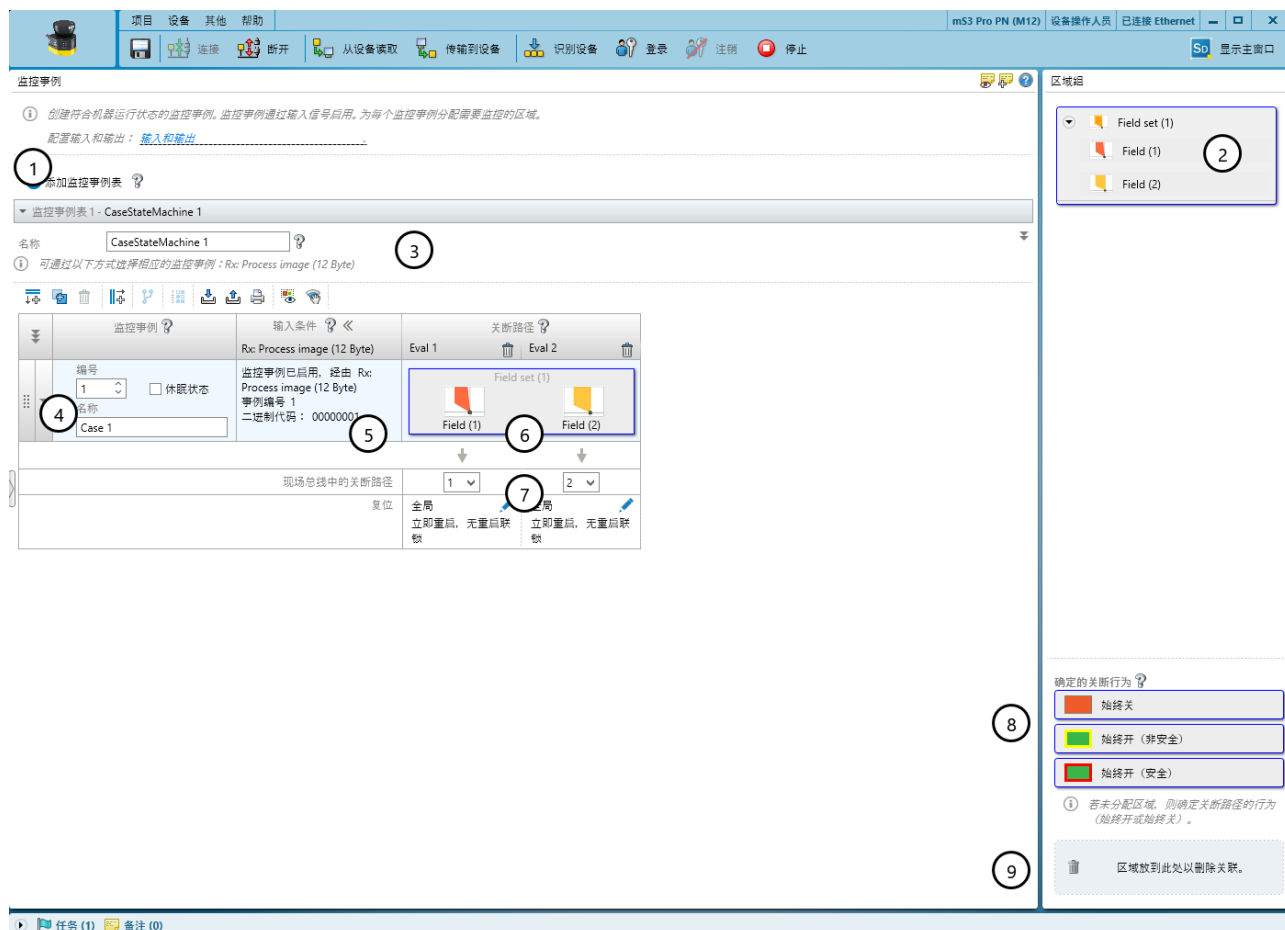 项目 设备 其他 帮助
mS3 Pro PN (M12) 设备操作人员 已连接 Ethernet
连接 断开 从设备读取 传输到设备 识别设备 登录 注销 停止
SD 显示主窗口
监控事例
区域组
创建符合机器运行状态的监控事例。监控事例通过输入信号启用。为每个监控事例分配需要监控的区域。
配置输入和输出： 输入和输出
1
添加监控事例表
Field set (1)
Field (1)
2
Field (2)
监控事例表 1 - CaseStateMachine 1
名称 CaseStateMachine 1
3
可通过以下方式选择相应的监控事例：Rx: Process image (12 Byte)
监控事例 输入条件 关断路径
Rx: Process image (12 Byte) Eval 1 Eval 2
编号
1 休眠状态
名称
Case 1
4
监控事例已启用，经由 Rx:
Process image (12 Byte)
事例编号 1
二进制代码： 00000001
5
Field set (1)
Field (1) Field (2)
6
现场总线中的关断路径 1 2
7
复位 全局 全局
立即重启，无重启联锁 立即重启，无重启联锁
确定的关断行为
始终关
8
始终开（非安全）
始终开（安全）
若未分配区域，则确定关断路径的行为
（始终开或始终关）。
9
区域放到此处以删除关联。
任务 (1) 备注 (0)